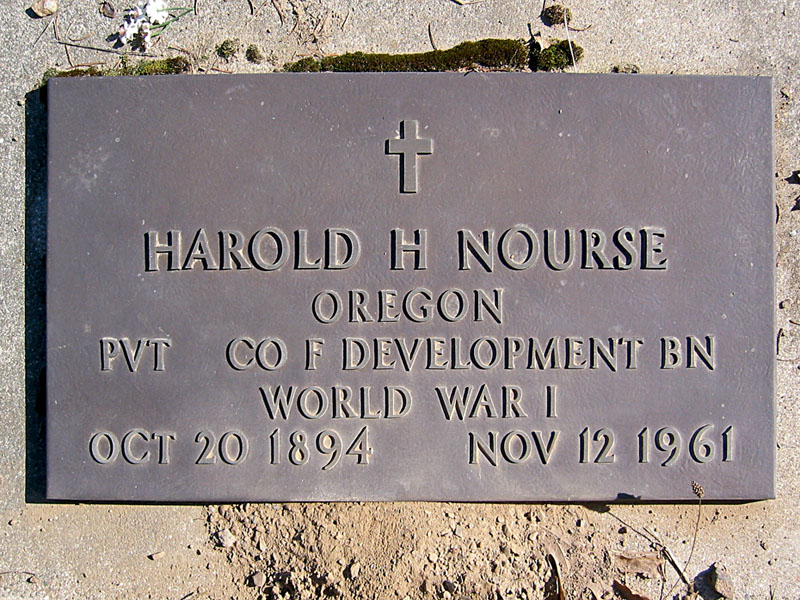 HAROLD H NOURSE
OREGON
PVT CO F DEVELOPMENT BN
WORLD WAR I
OCT 20 1894 NOV 12 1961